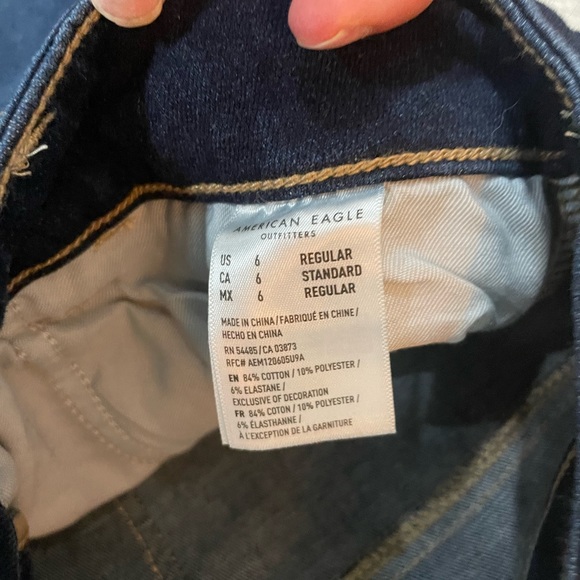 AMERICAN EAGLE
OUTFITTERS
US 6 REGULAR
CA 6 STANDARD
MX 6 REGULAR
MADE IN CHINA / FABRIQUÉ EN CHINE /
HECHO EN CHINA
RN 54485 / CA 03873
RFC# AEM120605U9A
EN 84% COTTON / 10% POLYESTER /
6% ELASTANE /
EXCLUSIVE OF DECORATION
FR 84% COTON / 10% POLYESTER /
6% ÉLASTHANNE /
À L'EXCEPTION DE LA GARNITURE